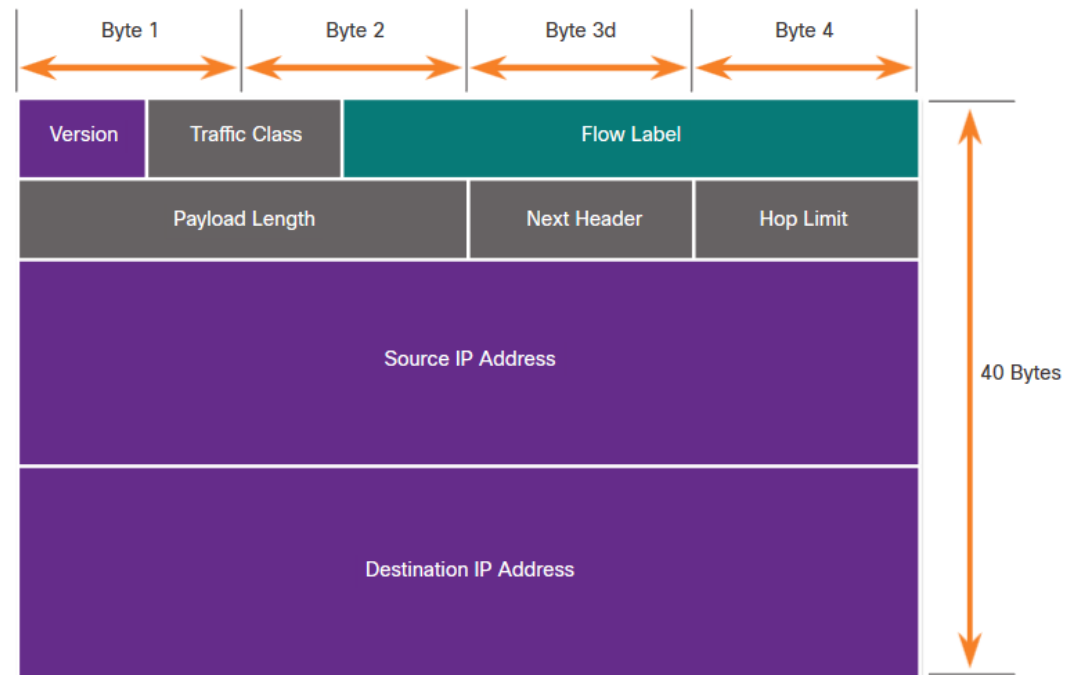 Byte 1 Byte 2 Byte 3d Byte 4
Version Traffic Class Flow Label
Payload Length Next Header Hop Limit
Source IP Address
40 Bytes
Destination IP Address